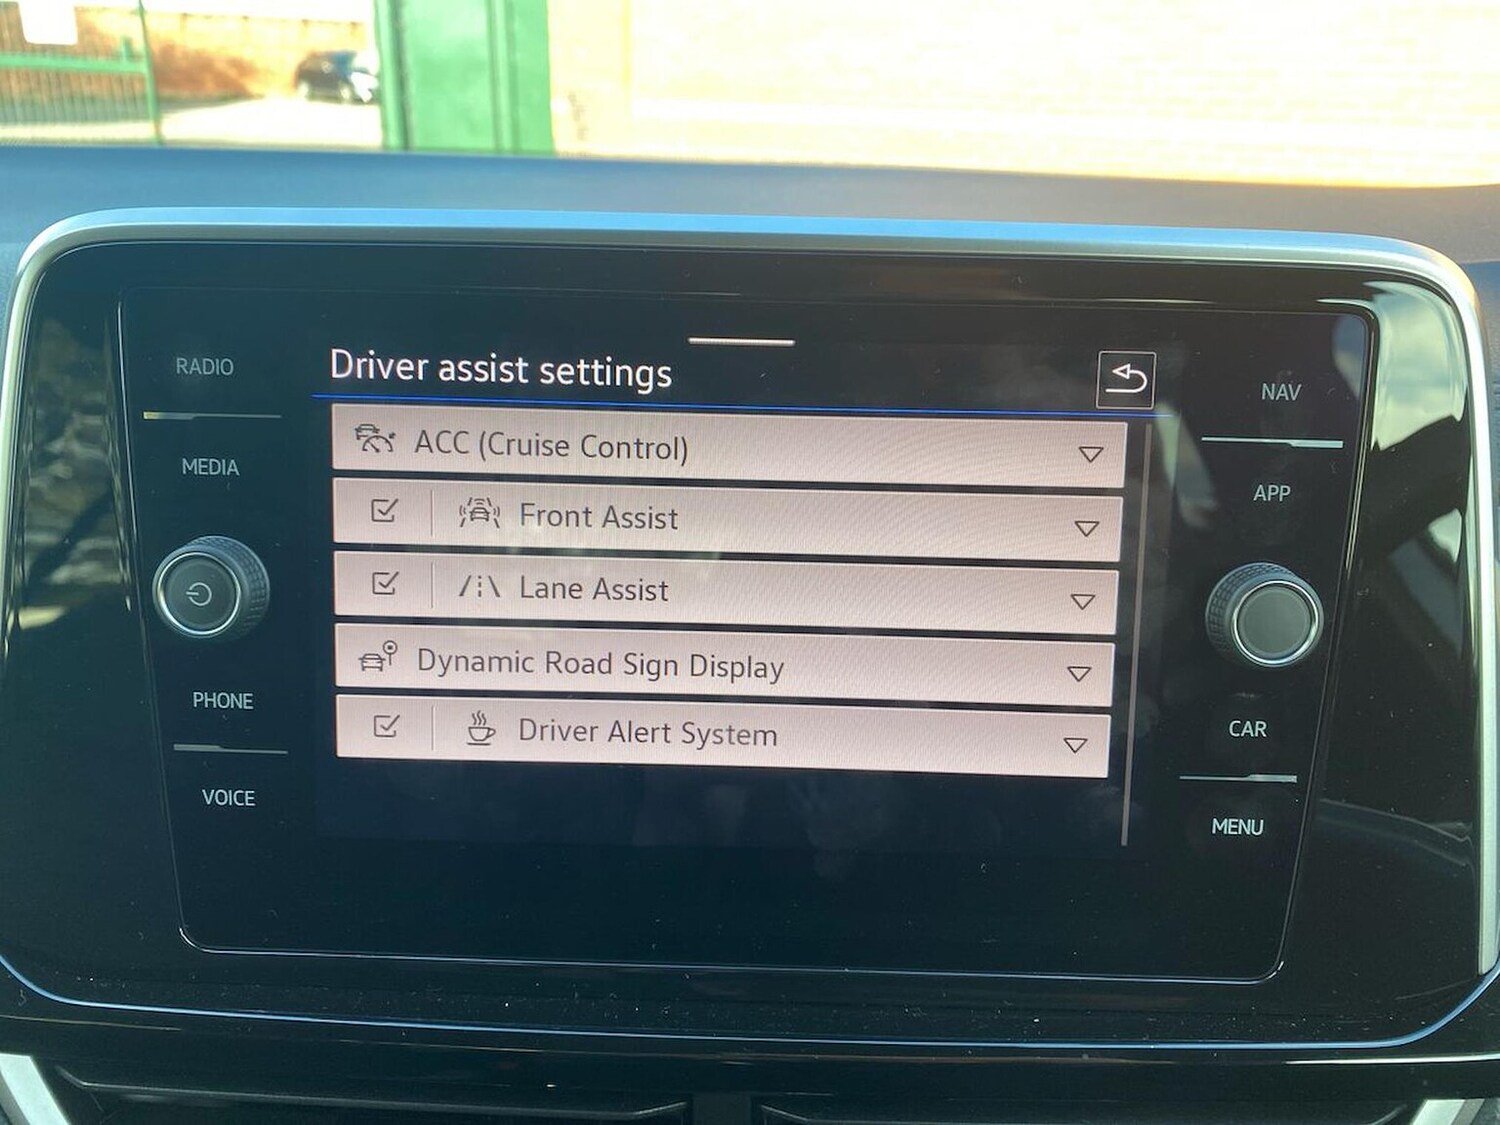 Driver assist settings
ACC (Cruise Control)
Front Assist
Lane Assist
Dynamic Road Sign Display
Driver Alert System
RADIO
MEDIA
PHONE
VOICE
NAV
APP
CAR
MENU